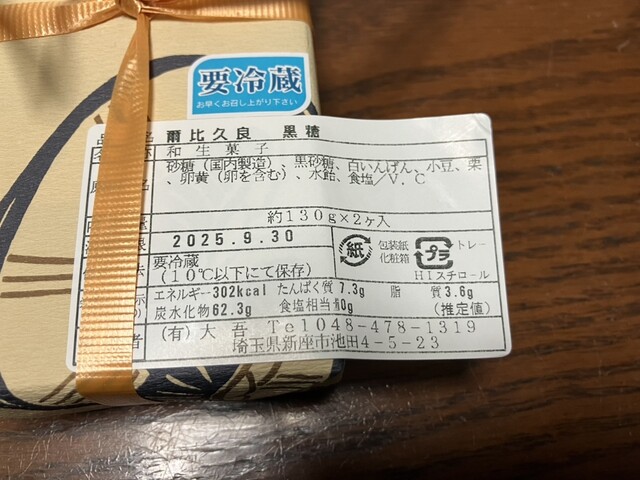 要冷蔵
お早くお召し上がり下さい
爾比久良　黒糖
和生菓子
砂糖（国内製造）、黒砂糖、白いんげん、小豆、栗
、卵黄（卵を含む）、水飴、食塩／V．C
約130g×2ヶ入
2025.9.30
要冷蔵
（10℃以下にて保存）
紙
包装紙
化粧箱
プラ
トレー
HIスチロール
エネルギー302kcal たんぱく質7.3g 脂　質3.6g
炭水化物62.3g 食塩相当量0g （推定値）
者
（有）大吾 Tel048-478-1319
埼玉県新座市池田4-5-23